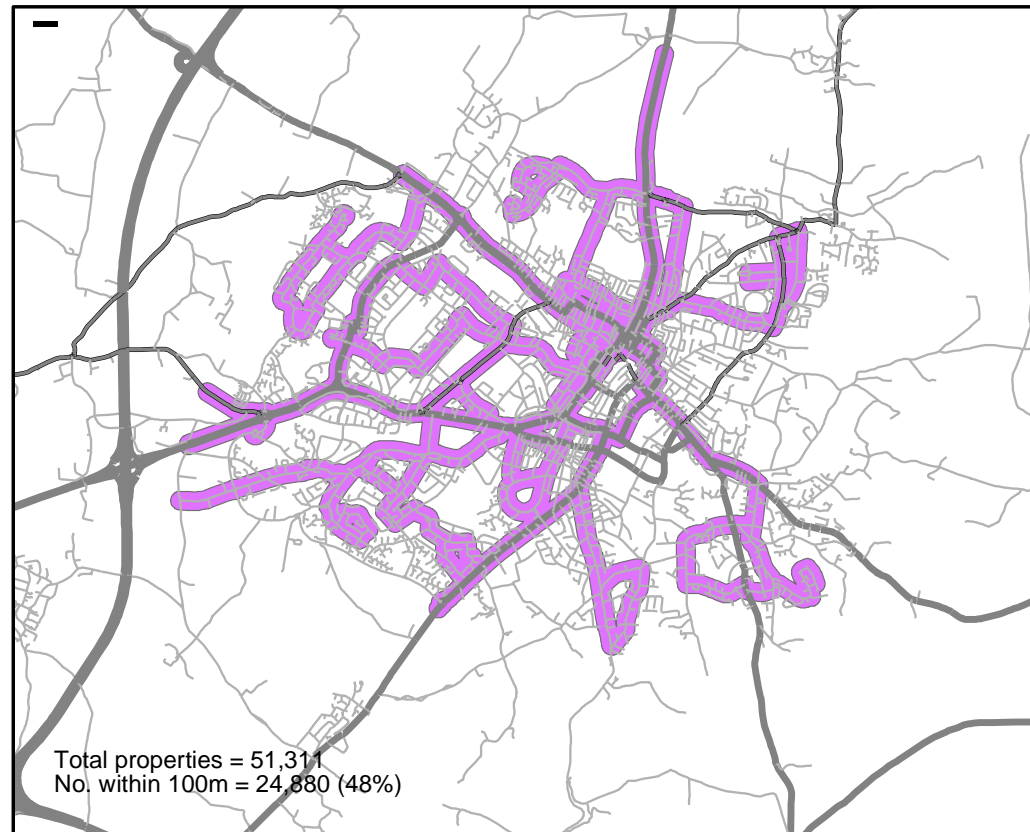 Total properties = 51,311
No. within 100m = 24,880 (48%)